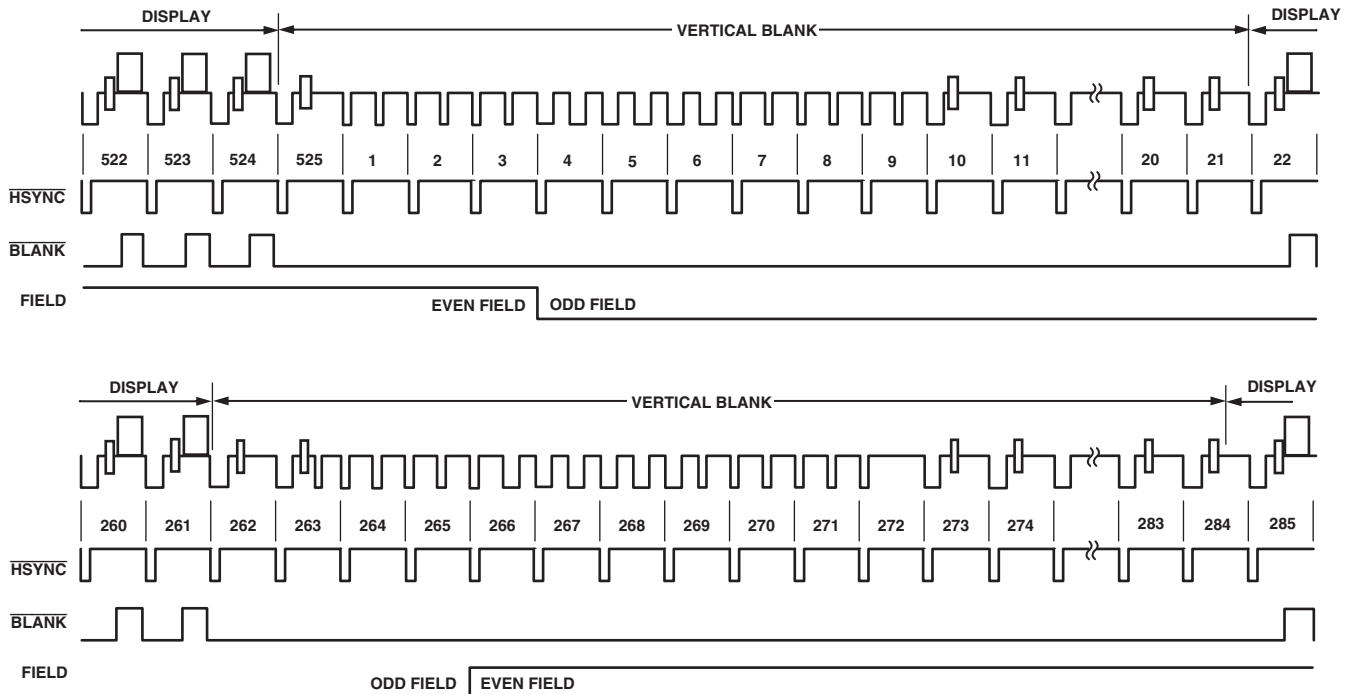 DISPLAY VERTICAL BLANK DISPLAY
522 523 524 525 1 2 3 4 5 6 7 8 9 10 11 20 21 22
HSYNC
BLANK
FIELD EVEN FIELD ODD FIELD
DISPLAY VERTICAL BLANK DISPLAY
260 261 262 263 264 265 266 267 268 269 270 271 272 273 274 283 284 285
HSYNC
BLANK
FIELD ODD FIELD EVEN FIELD